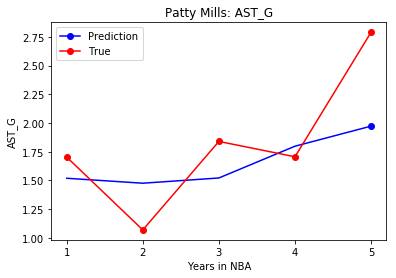 Patty Mills: AST_G
Prediction
True
AST_G
2.75
2.50
2.25
2.00
1.75
1.50
1.25
1.00
1 2 3 4 5
Years in NBA